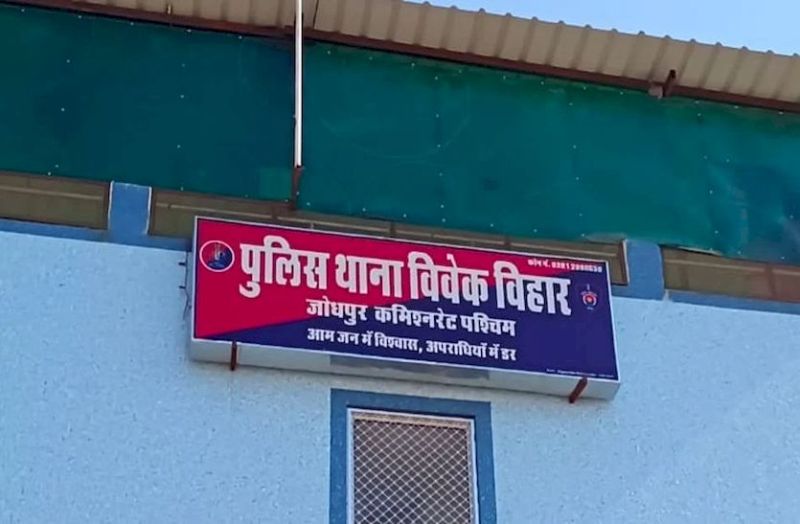 फोन नं.
पुलिस थाना विवेक विहार
जोधपुर कमिश्नरेट पश्चिम
आम जन में विश्वास, अपराधियों में डर